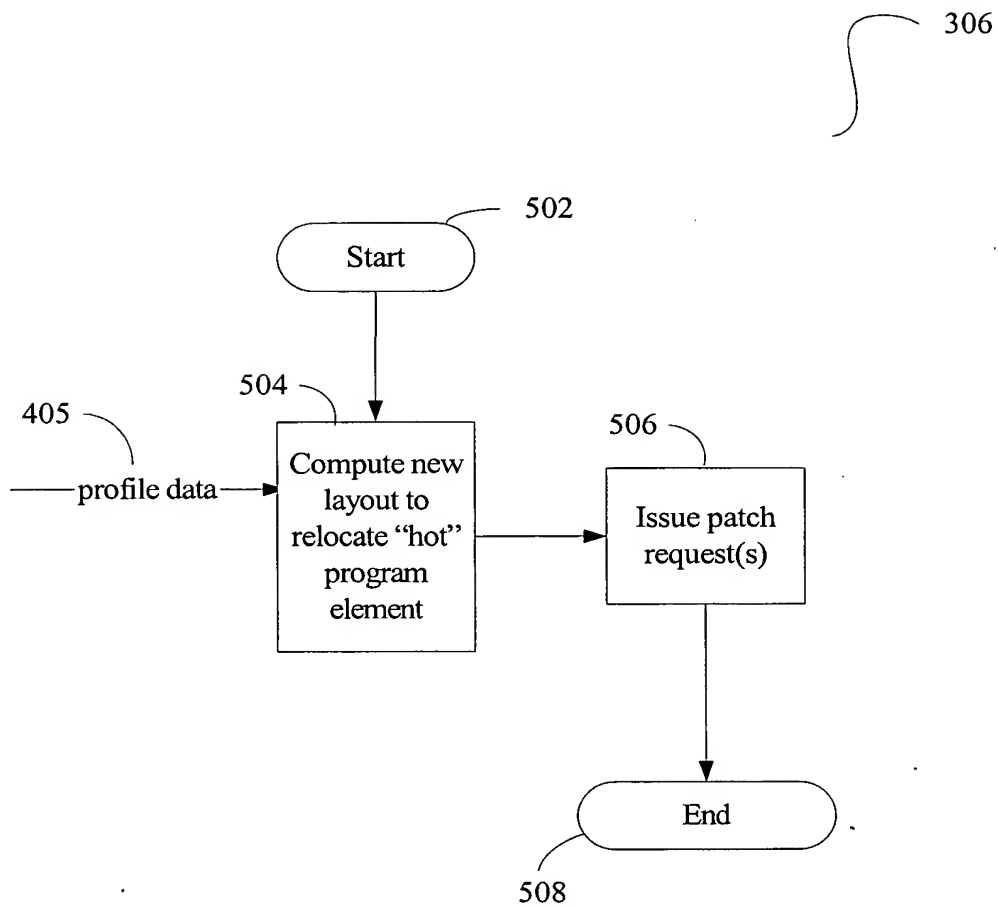 306
502
Start
504
405
profile data
Compute new
layout to
relocate “hot”
program
element
506
Issue patch
request(s)
End
508